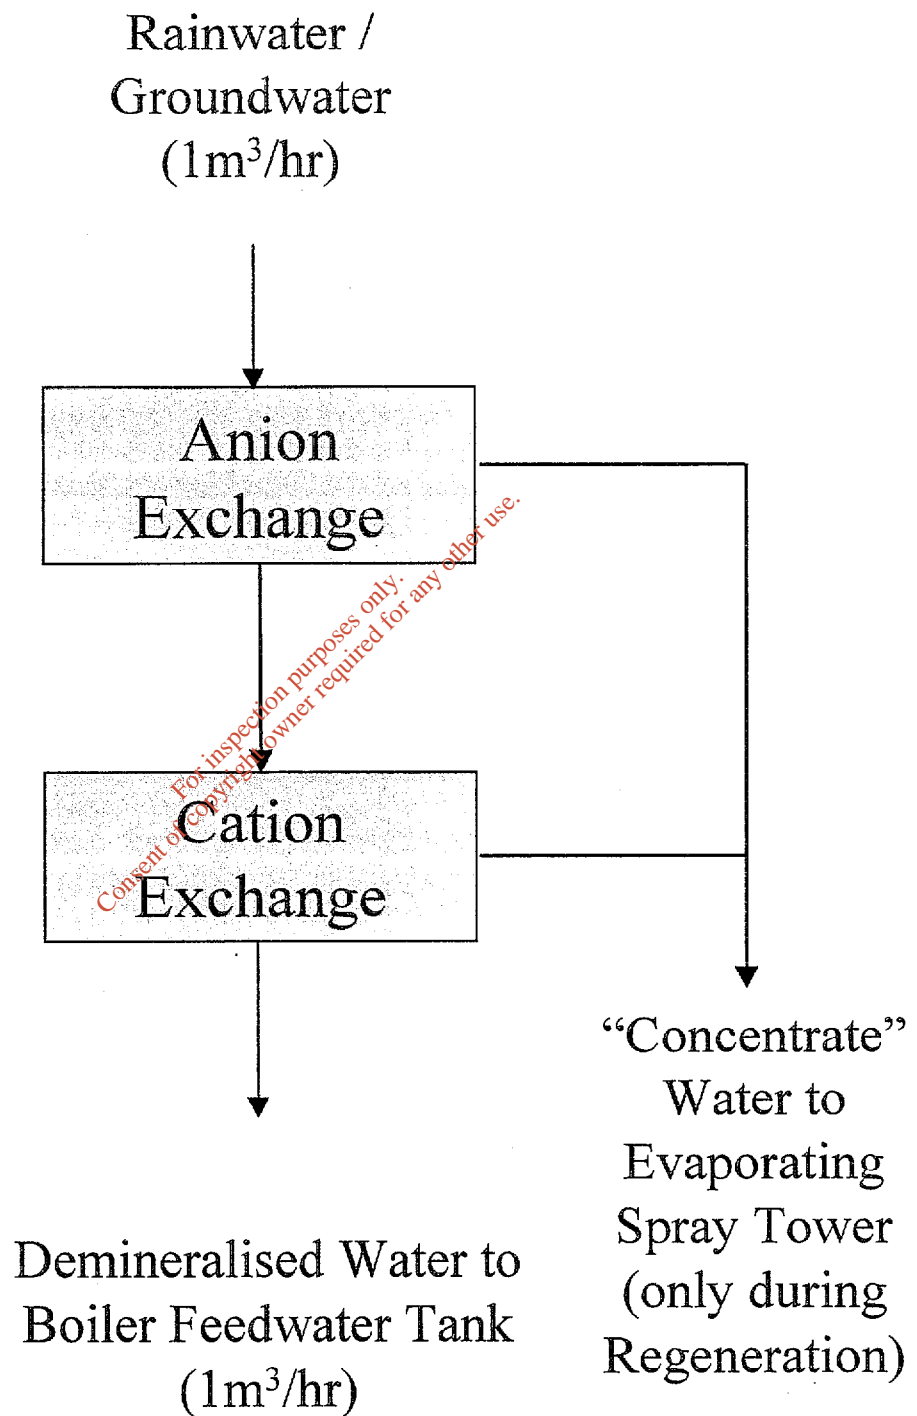 Rainwater /
Groundwater
(1m³/hr)
Anion
Exchange
For inspection purposes only.
Consent of copyright owner required for any other use.
Cation
Exchange
“Concentrate”
Water to
Evaporating
Spray Tower
(only during
Regeneration)
Demineralised Water to
Boiler Feedwater Tank
(1m³/hr)